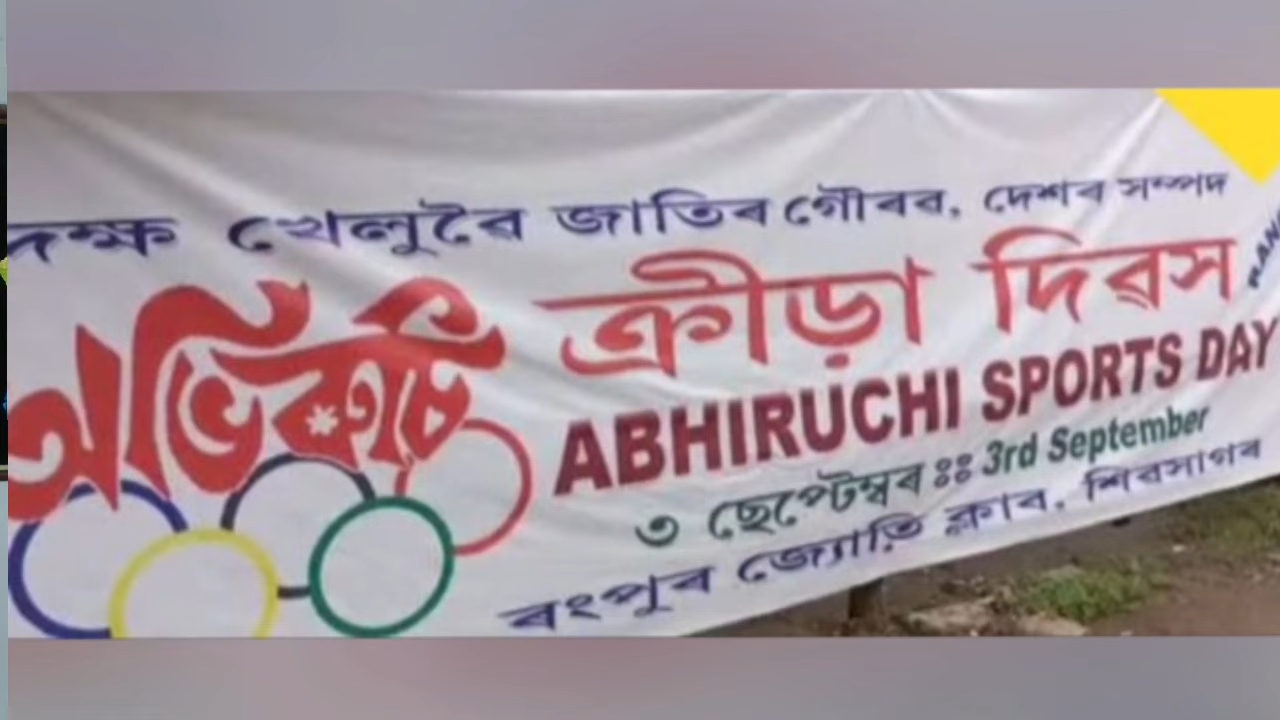 দক্ষ খেলুৱৈ জাতিৰ গৌৰৱ, দেশৰ সম্পদ
অভিৰুচি ক্ৰীড়া দিৱস
ABHIRUCHI SPORTS DAY
৩ ছেপ্টেম্বৰ ঃঃ 3rd September
ৰংপুৰ জ্যোতি ক্লাব, শিৱসাগৰ